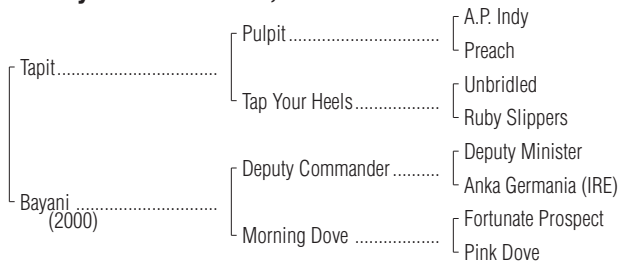 A.P. Indy
Pulpit
Preach
Tapit
Unbridled
Tap Your Heels
Ruby Slippers
Deputy Minister
Deputy Commander
Anka Germania (IRE)
Bayani
(2000)
Fortunate Prospect
Morning Dove
Pink Dove